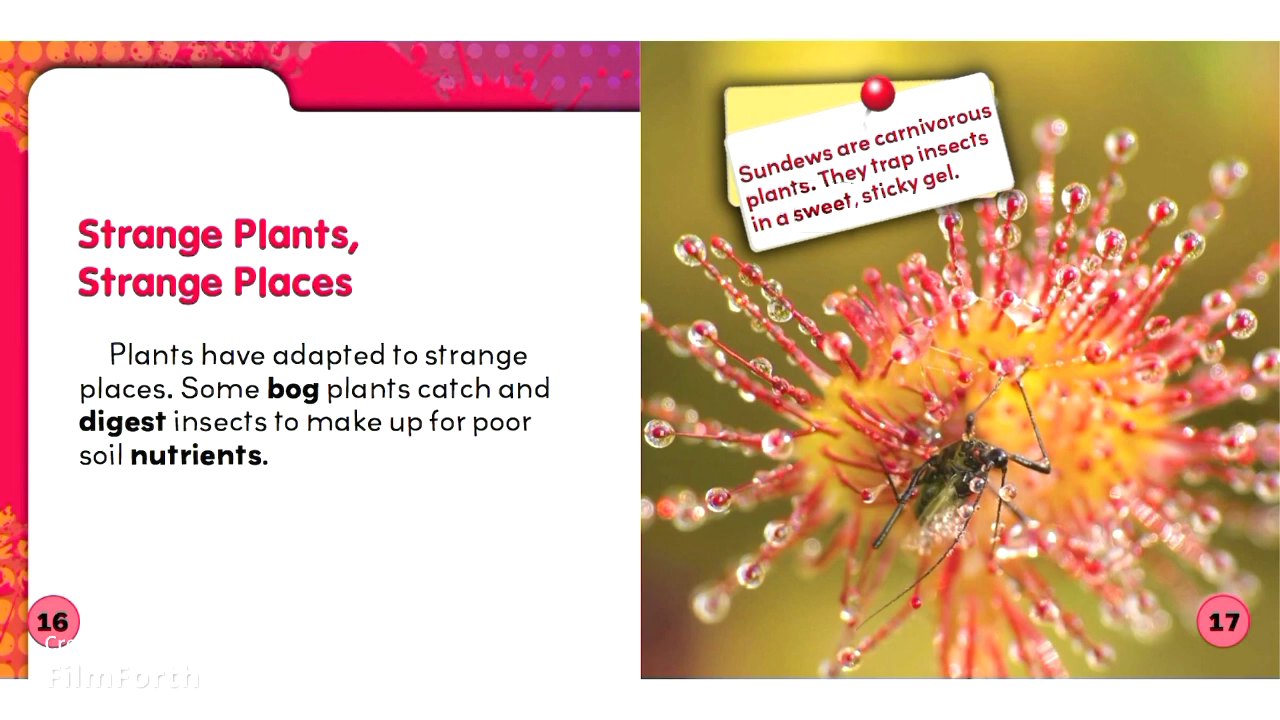 Strange Plants,
Strange Places
Plants have adapted to strange
places. Some bog plants catch and
digest insects to make up for poor
soil nutrients.
16
FilmForth
Sundews are carnivorous
plants. They trap insects
in a sweet, sticky gel.
17